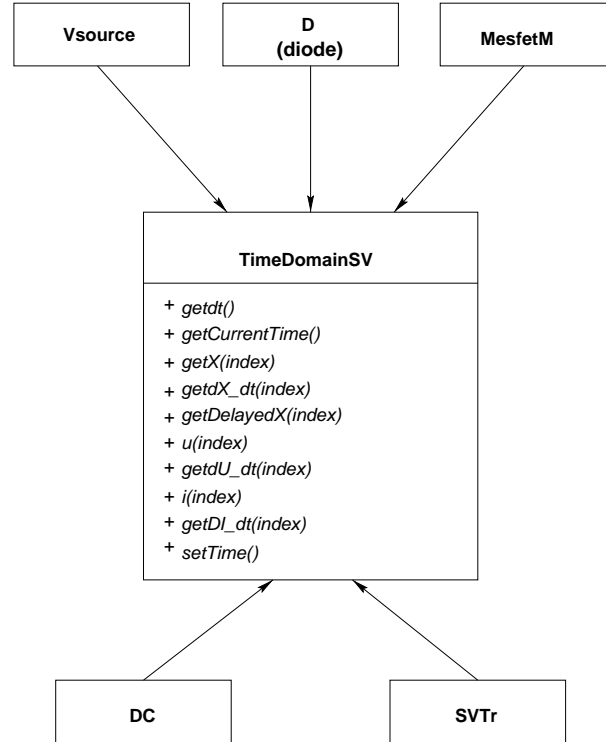 Vsource
D
(diode)
MesfetM
TimeDomainSV
+ getdt()
+ getCurrentTime()
+ getX(index)
+ getdX_dt(index)
+ getDelayedX(index)
+ u(index)
+ getdU_dt(index)
+ i(index)
+ getDI_dt(index)
+ setTime()
DC
SVTr